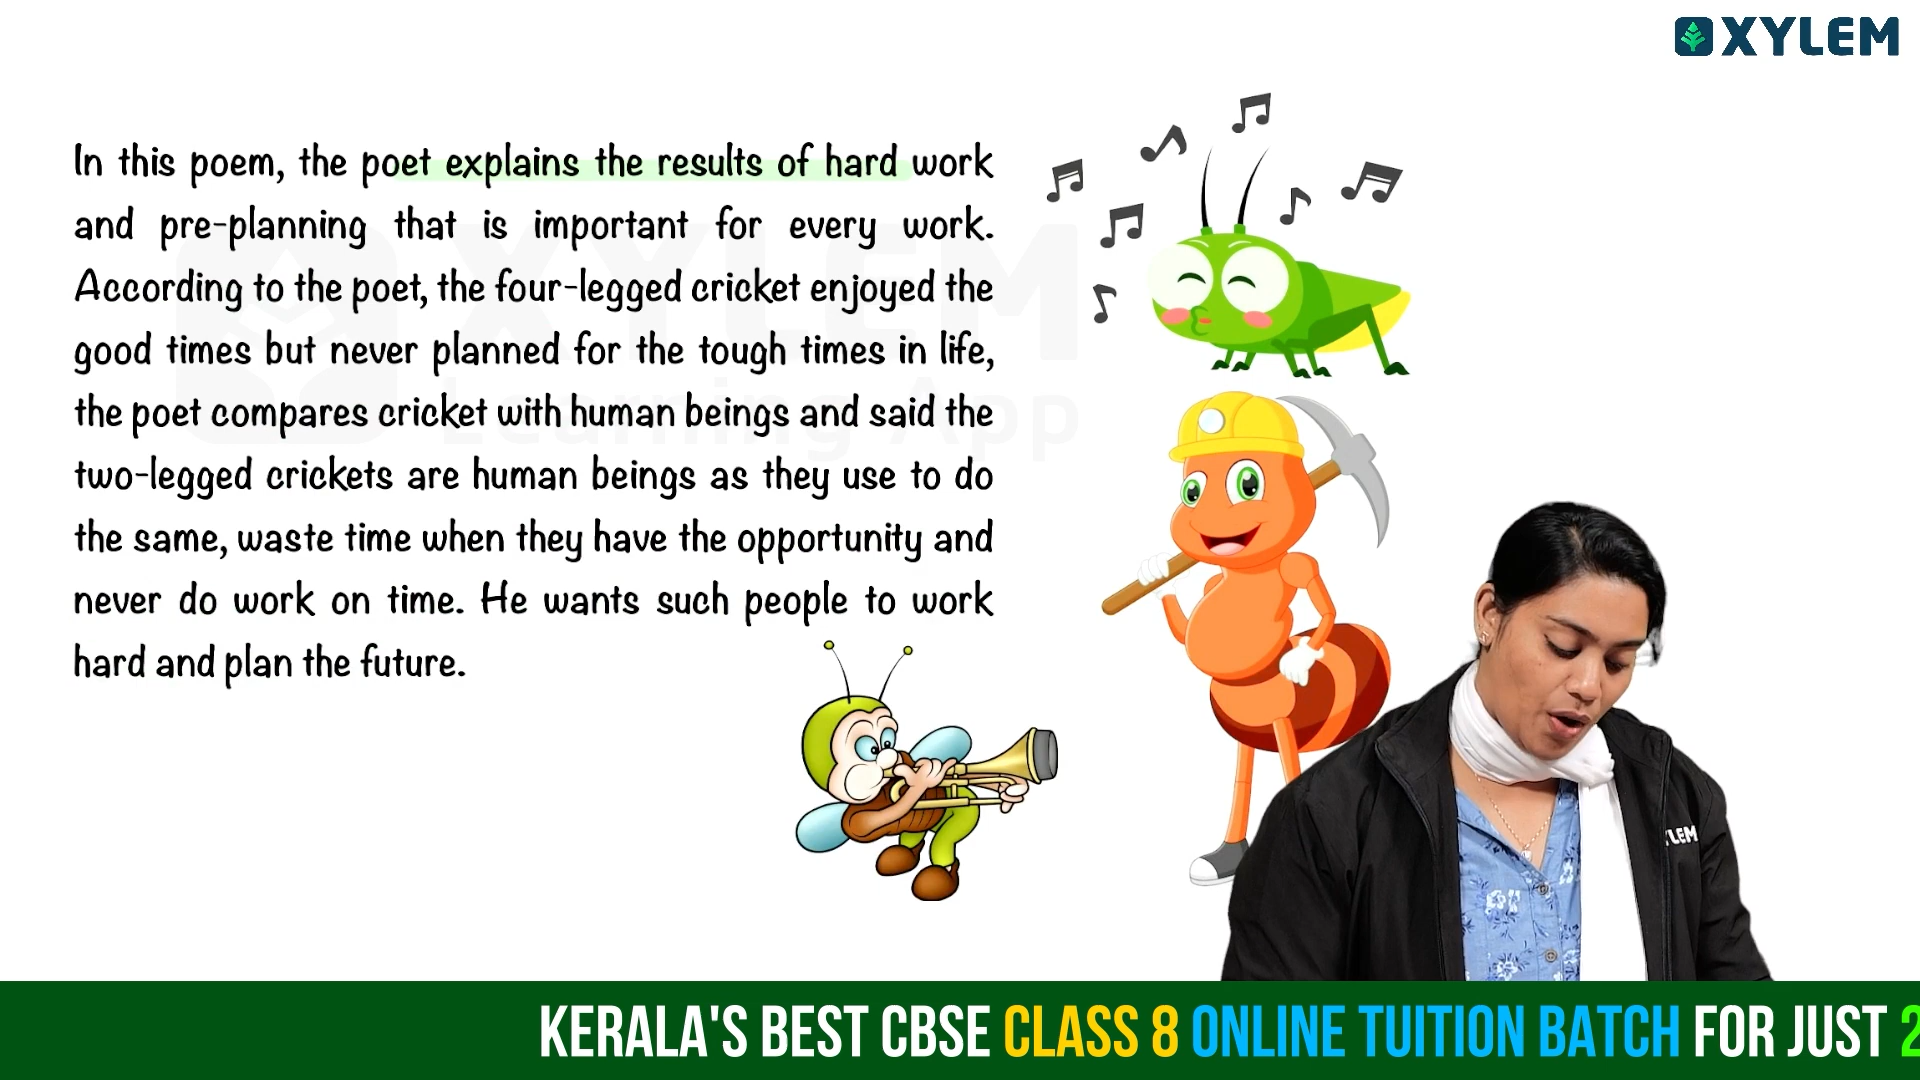 XYLEM
In this poem, the poet explains the results of hard work
and pre-planning that is important for every work.
According to the poet, the four-legged cricket enjoyed the
good times but never planned for the tough times in life,
the poet compares cricket with human beings and said the
two-legged crickets are human beings as they use to do
the same, waste time when they have the opportunity and
never do work on time. He wants such people to work
hard and plan the future.
XYLEM
Learning App
YLEM
KERALA'S BEST CBSE CLASS 8 ONLINE TUITION BATCH FOR JUST 2